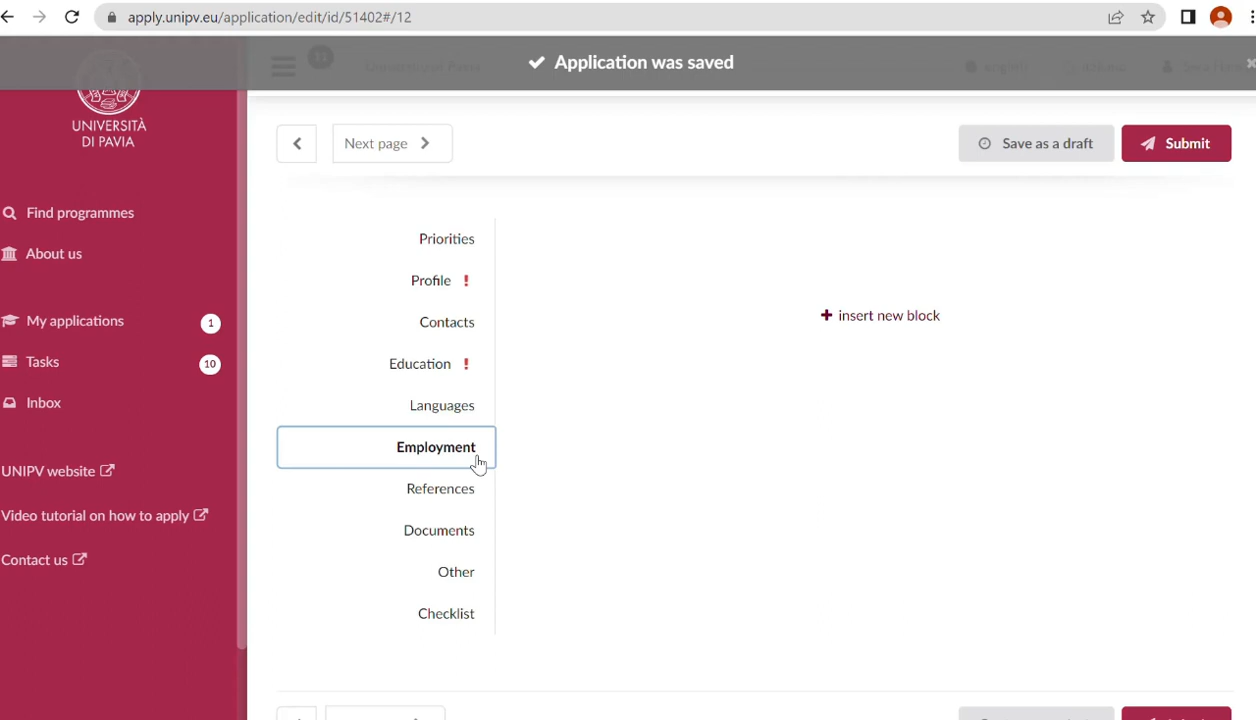 apply.unipv.eu/application/edit/id/51402#/12
Application was saved
UNIVERSITÀ
DI PAVIA
Next page
Save as a draft
Submit
Find programmes
About us
My applications 1
Tasks 10
Inbox
UNIPV website
Video tutorial on how to apply
Contact us
Priorities
Profile !
Contacts
Education !
Languages
Employment
References
Documents
Other
Checklist
+ insert new block